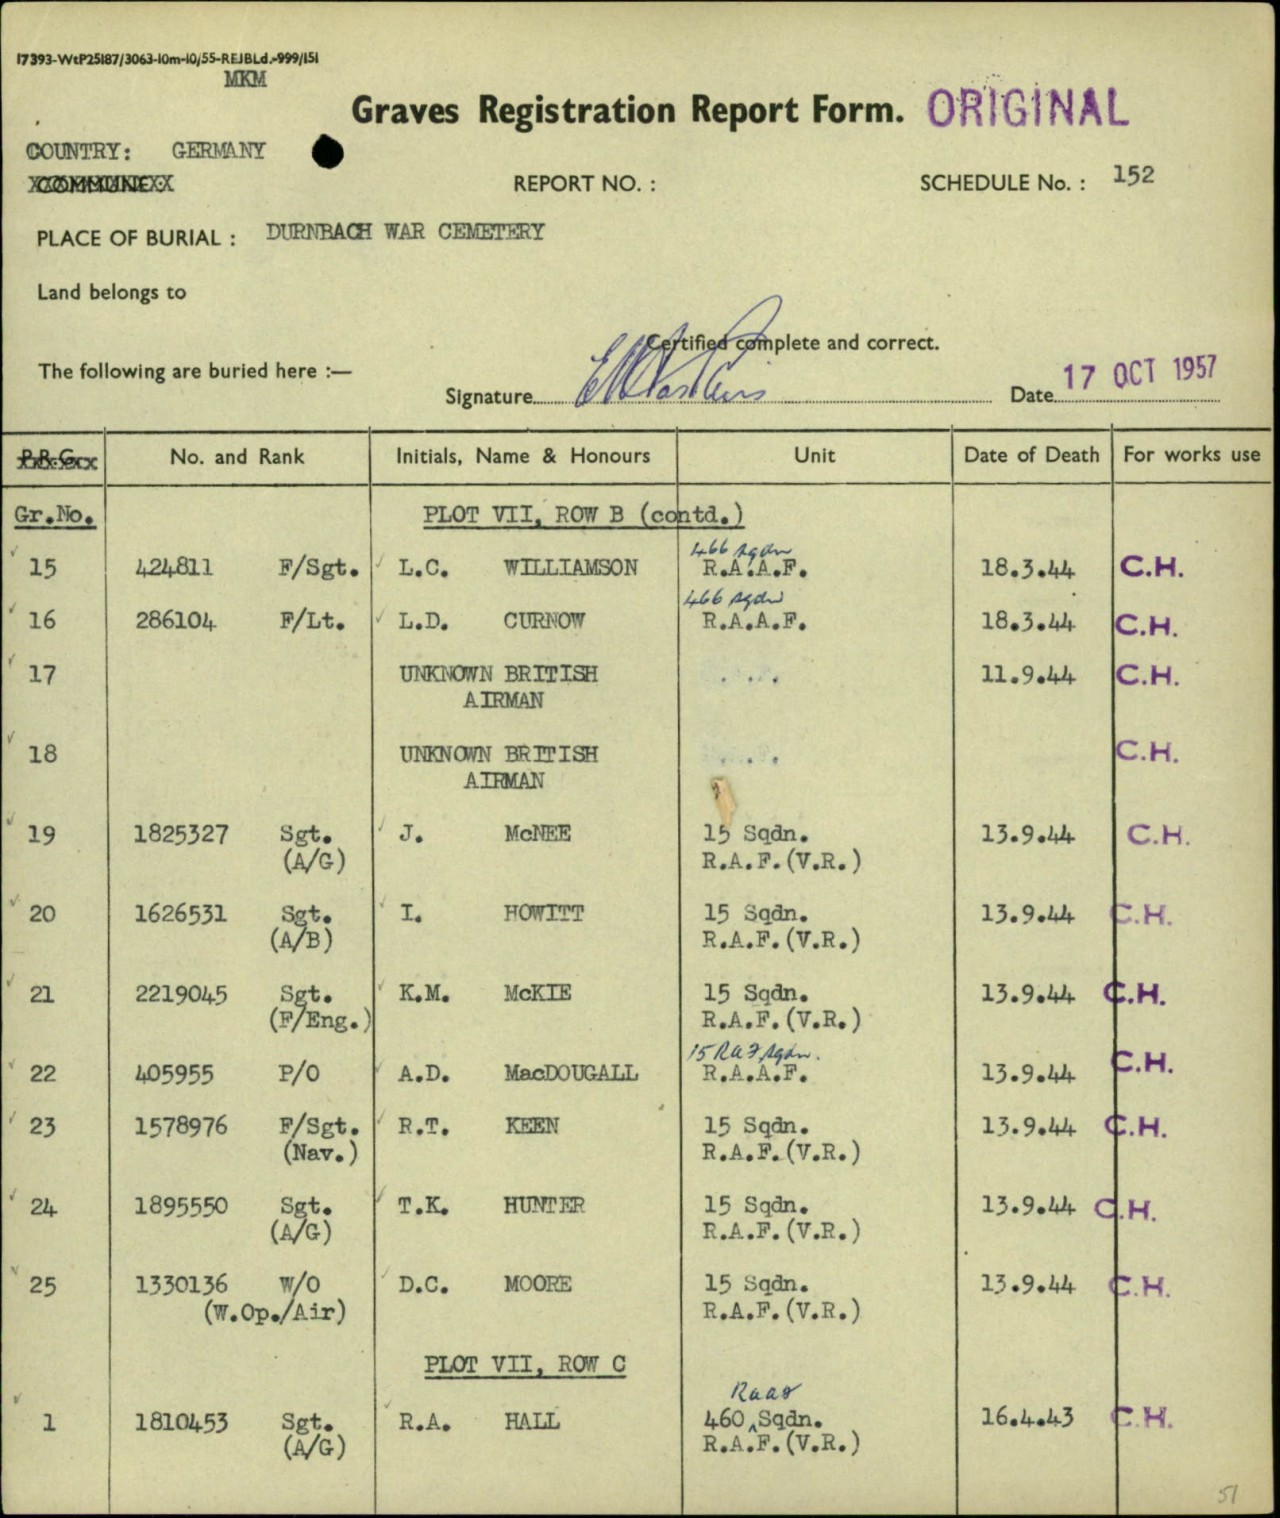 17393-WtP25187/3063-10m-10/55-REJBLd.-999/151
MKM
Graves Registration Report Form. ORIGINAL
COUNTRY: GERMANY
COMMUNE:
REPORT NO. : SCHEDULE No. : 152
PLACE OF BURIAL : DURNBACH WAR CEMETERY
Land belongs to
Certified complete and correct.
The following are buried here :—
Signature Date 17 OCT 1957
P.R.G. No. and Rank Initials, Name & Honours Unit Date of Death For works use
Gr.No. PLOT VII, ROW B (contd.)
466 sqdn
15 424811 F/Sgt. L.C. WILLIAMSON R.A.A.F. 18.3.44 C.H.
466 sqdn
16 286104 F/Lt. L.D. CURNOW R.A.A.F. 18.3.44 C.H.
17 UNKNOWN BRITISH 11.9.44 C.H.
AIRMAN
18 UNKNOWN BRITISH C.H.
AIRMAN
19 1825327 Sgt. J. McNEE 15 Sqdn. 13.9.44 C.H.
(A/G) R.A.F.(V.R.)
20 1626531 Sgt. I. HOWITT 15 Sqdn. 13.9.44 C.H.
(A/B) R.A.F.(V.R.)
21 2219045 Sgt. K.M. McKIE 15 Sqdn. 13.9.44 C.H.
(F/Eng.) R.A.F.(V.R.)
15 RAF sqdn.
22 405955 P/O A.D. MacDOUGALL R.A.A.F. 13.9.44 C.H.
23 1578976 F/Sgt. R.T. KEEN 15 Sqdn. 13.9.44 C.H.
(Nav.) R.A.F.(V.R.)
24 1895550 Sgt. T.K. HUNTER 15 Sqdn. 13.9.44 C.H.
(A/G) R.A.F.(V.R.)
25 1330136 W/O D.C. MOORE 15 Sqdn. 13.9.44 C.H.
(W.Op./Air) R.A.F.(V.R.)
PLOT VII, ROW C
RAAF
1 1810453 Sgt. R.A. HALL 460 Sqdn. 16.4.43 C.H.
(A/G) R.A.F.(V.R.)
51